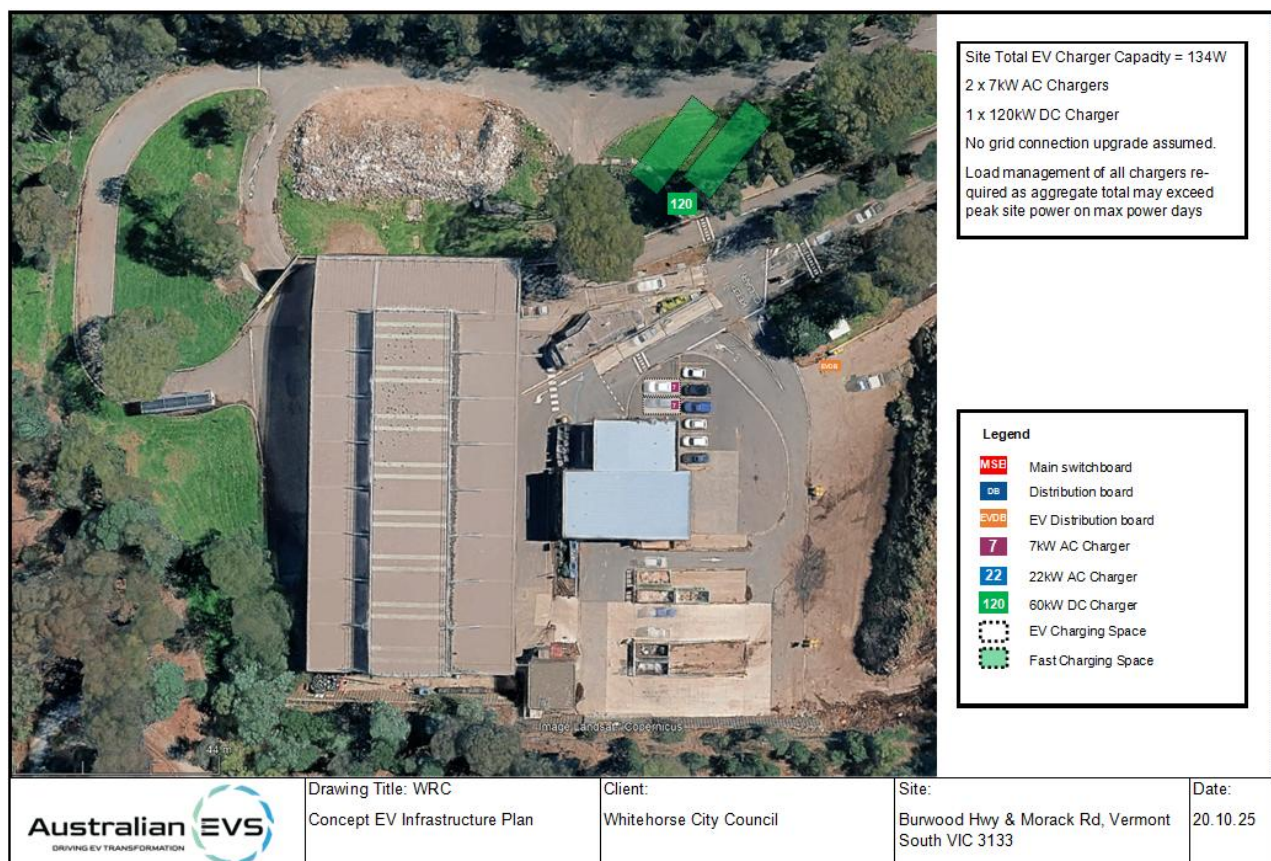 Site Total EV Charger Capacity = 134W
2 x 7kW AC Chargers
1 x 120kW DC Charger
No grid connection upgrade assumed.
Load management of all chargers re-
quired as aggregate total may exceed
peak site power on max power days
120
EVDB
7
7
Legend
MSB Main switchboard
DB Distribution board
EVDB EV Distribution board
7 7kW AC Charger
22 22kW AC Charger
120 60kW DC Charger
EV Charging Space
Fast Charging Space
Image Landsat / Copernicus
44 m
Australian EVS
DRIVING EV TRANSFORMATION
Drawing Title: WRC
Concept EV Infrastructure Plan
Client:
Whitehorse City Council
Site:
Burwood Hwy & Morack Rd, Vermont
South VIC 3133
Date:
20.10.25